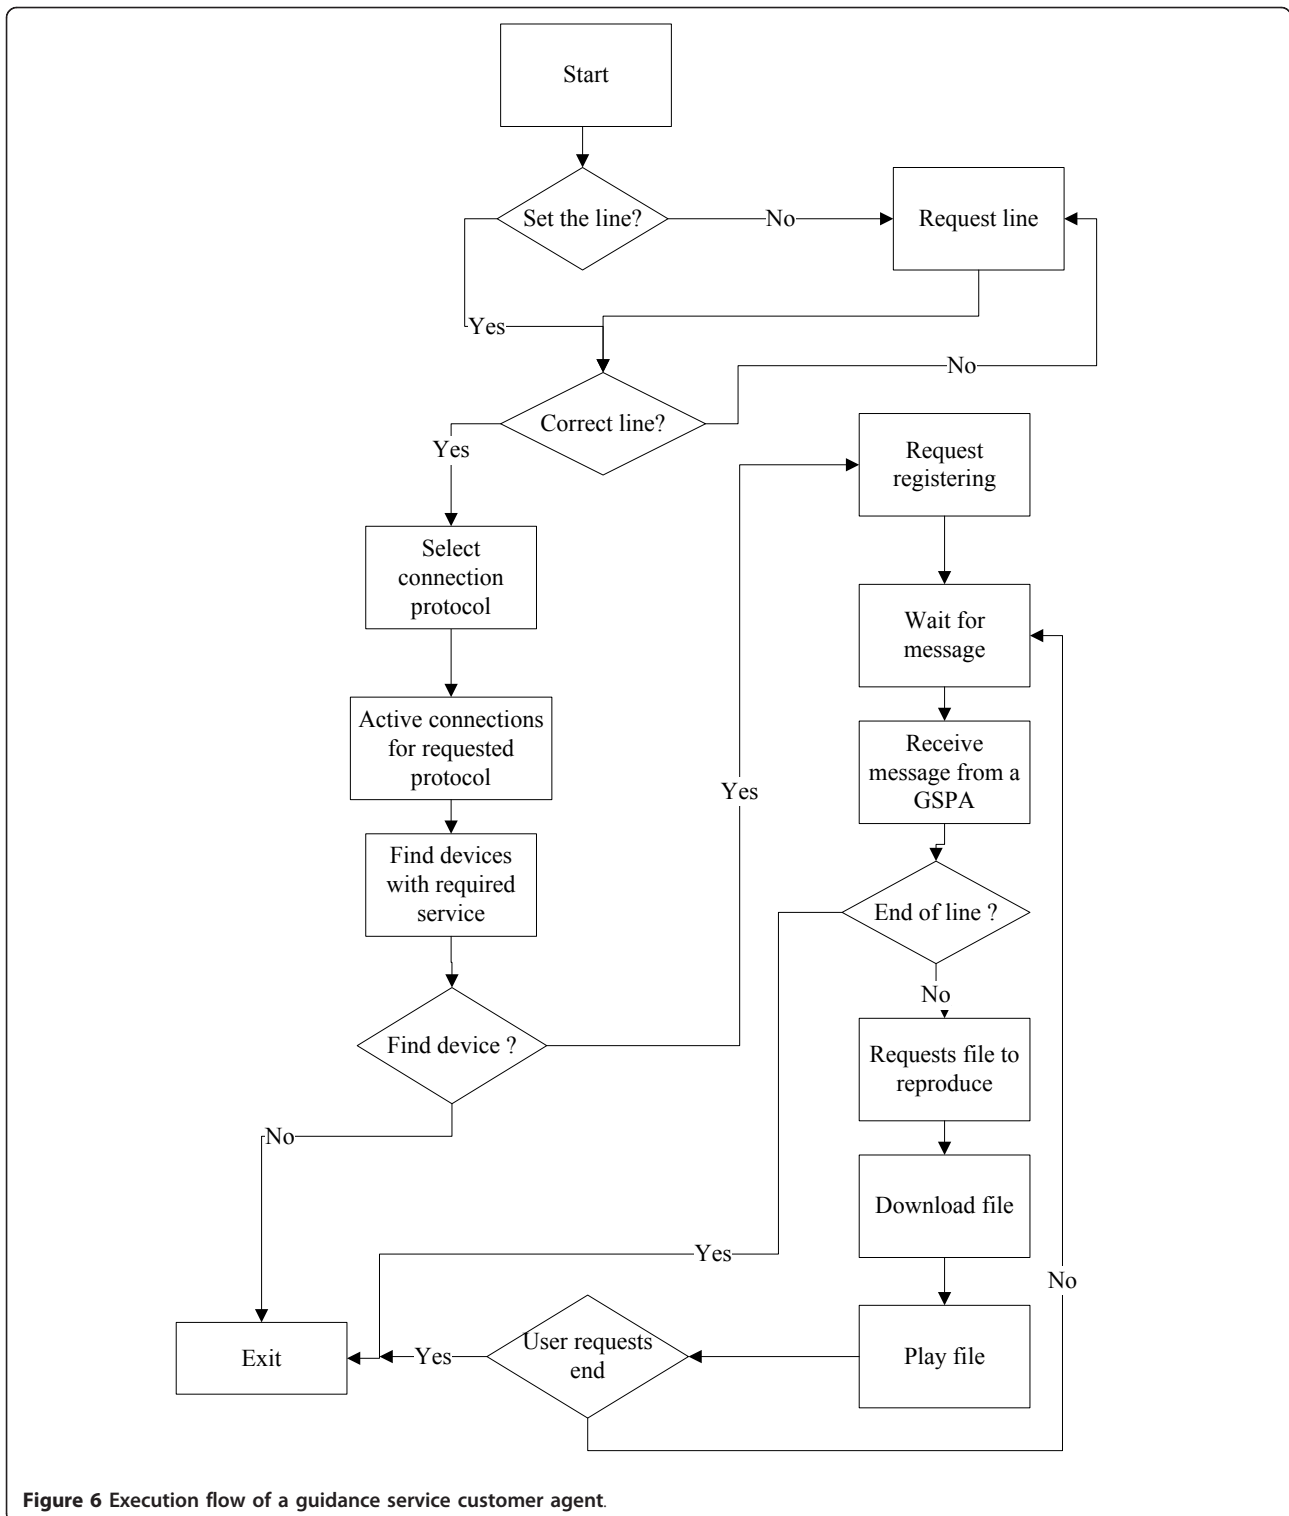 Start
Set the line?
No
Request line
Yes
No
Correct line?
Yes
Request
registering
Select
connection
protocol
Wait for
message
Active connections
for requested
protocol
Receive
message from a
GSPA
Yes
Find devices
with required
service
End of line ?
No
Find device ?
Requests file to
reproduce
No
Download file
Yes
No
User requests
end
Yes
Exit
Play file
Figure 6 Execution flow of a guidance service customer agent.